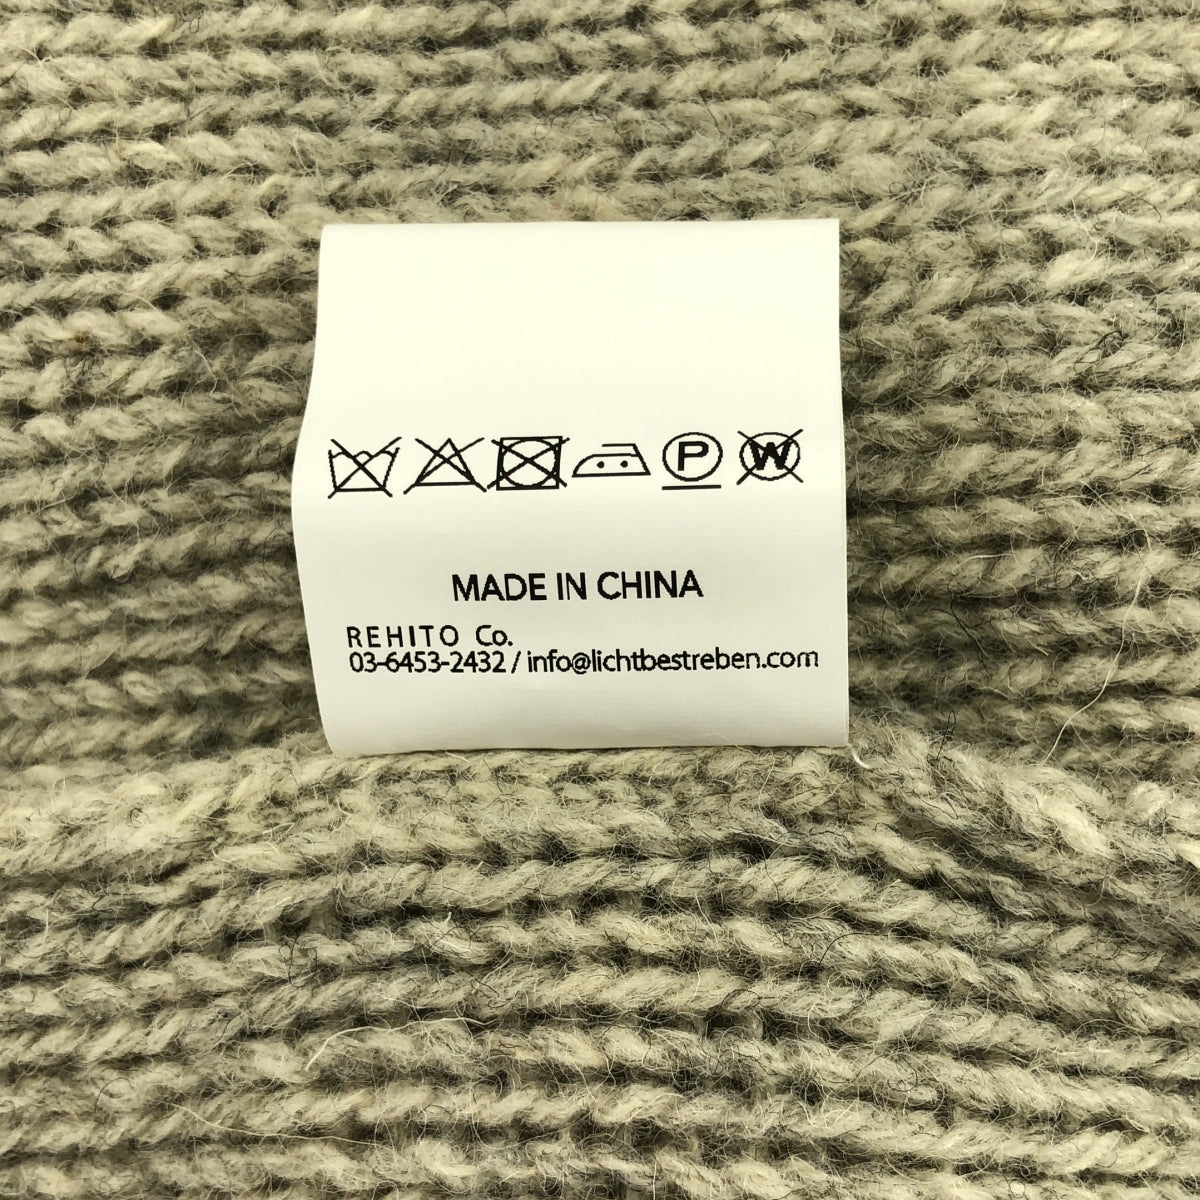 P W
MADE IN CHINA
REHITO Co.
03-6453-2432 / info@lichtbestreben.com